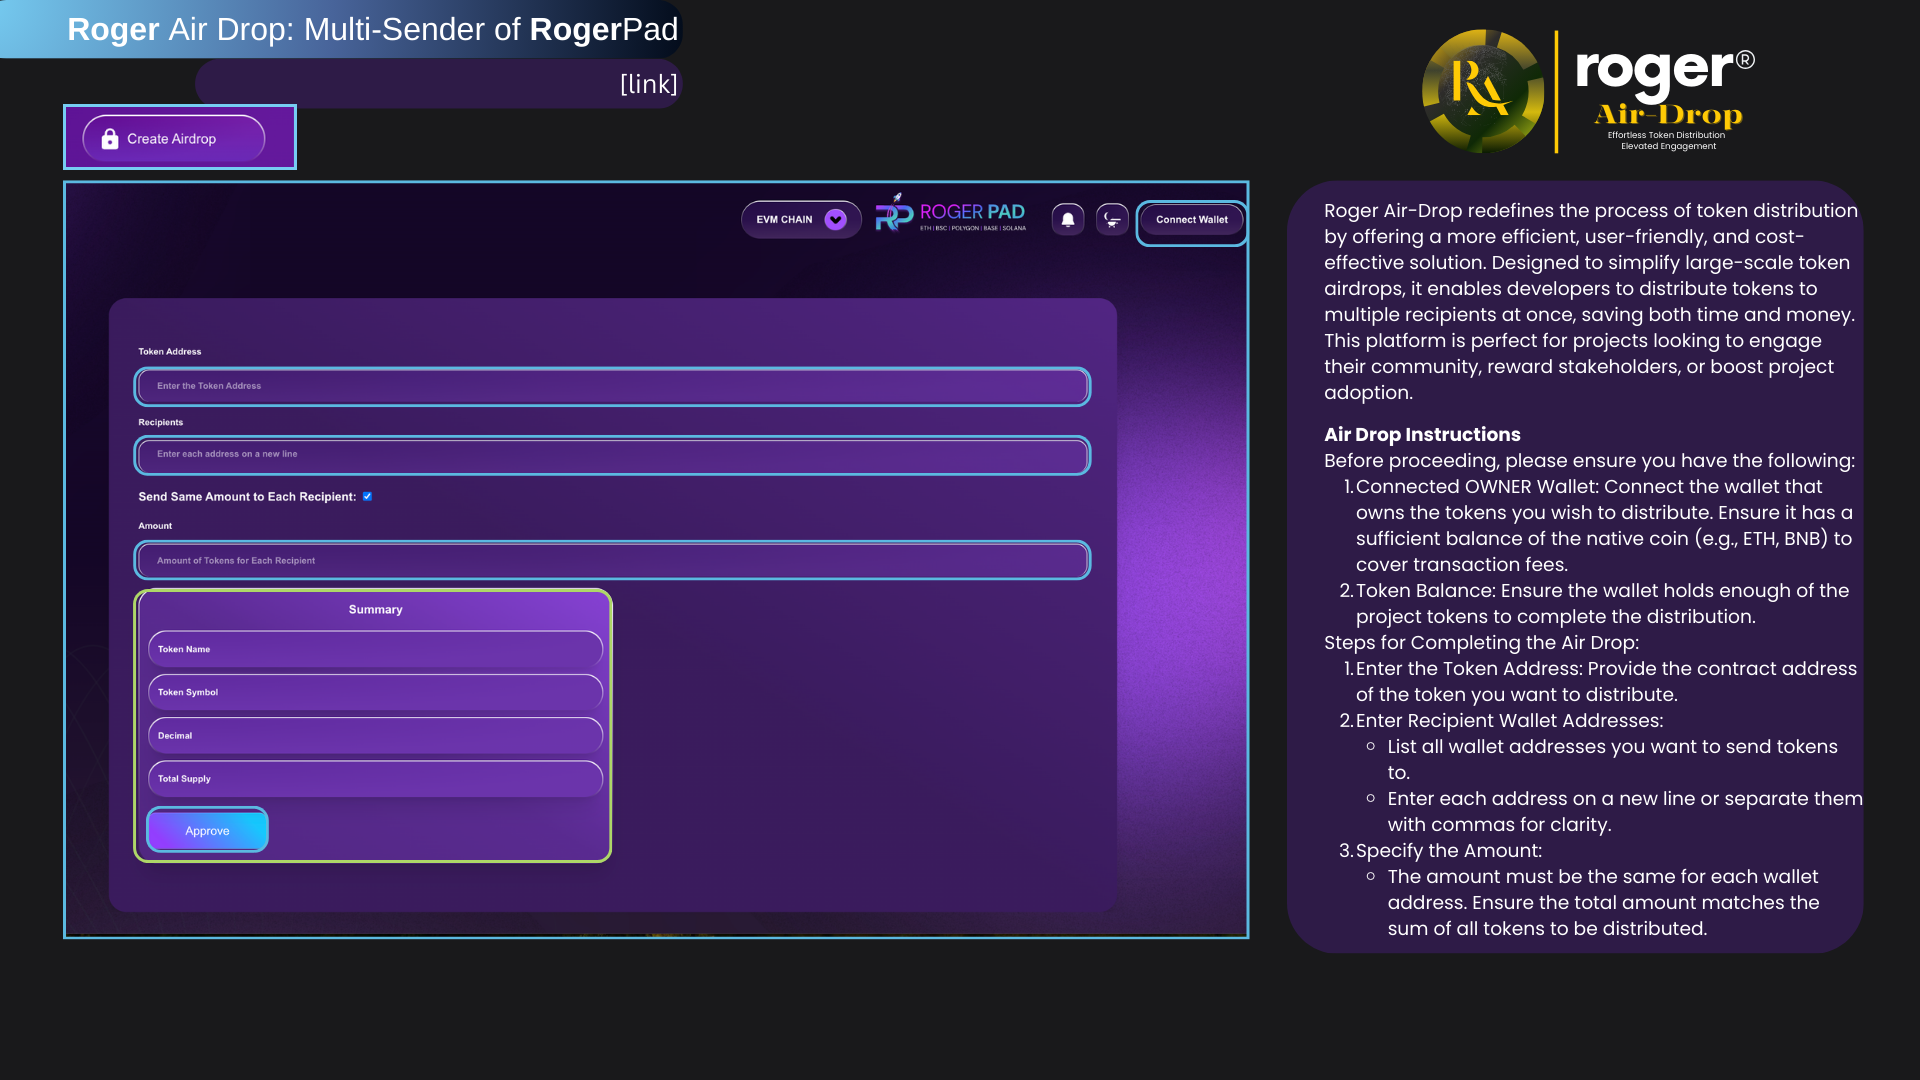 Roger Air Drop: Multi-Sender of RogerPad
[link]
Create Airdrop
EVM CHAIN
ROGER PAD
ETH | BSC | POLYGON | BASE | SOLANA
Connect Wallet
Token Address
Enter the Token Address
Recipients
Enter each address on a new line
Send Same Amount to Each Recipient:
Amount
Amount of Tokens for Each Recipient
Summary
Token Name
Token Symbol
Decimal
Total Supply
Approve
roger®
Air-Drop
Effortless Token Distribution
Elevated Engagement
Roger Air-Drop redefines the process of token distribution
by offering a more efficient, user-friendly, and cost-
effective solution. Designed to simplify large-scale token
airdrops, it enables developers to distribute tokens to
multiple recipients at once, saving both time and money.
This platform is perfect for projects looking to engage
their community, reward stakeholders, or boost project
adoption.
Air Drop Instructions
Before proceeding, please ensure you have the following:
1. Connected OWNER Wallet: Connect the wallet that
owns the tokens you wish to distribute. Ensure it has a
sufficient balance of the native coin (e.g., ETH, BNB) to
cover transaction fees.
2. Token Balance: Ensure the wallet holds enough of the
project tokens to complete the distribution.
Steps for Completing the Air Drop:
1. Enter the Token Address: Provide the contract address
of the token you want to distribute.
2. Enter Recipient Wallet Addresses:
○ List all wallet addresses you want to send tokens
to.
○ Enter each address on a new line or separate them
with commas for clarity.
3. Specify the Amount:
○ The amount must be the same for each wallet
address. Ensure the total amount matches the
sum of all tokens to be distributed.